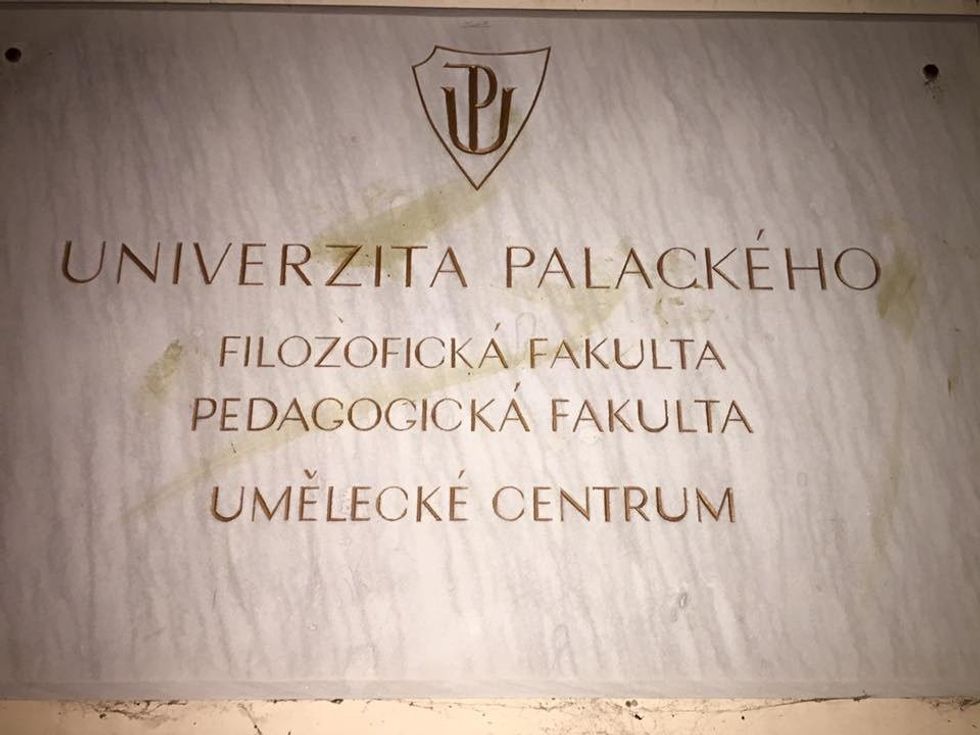 UP
UNIVERZITA PALACKÉHO
FILOZOFICKÁ FAKULTA
PEDAGOGICKÁ FAKULTA
UMĚLECKÉ CENTRUM